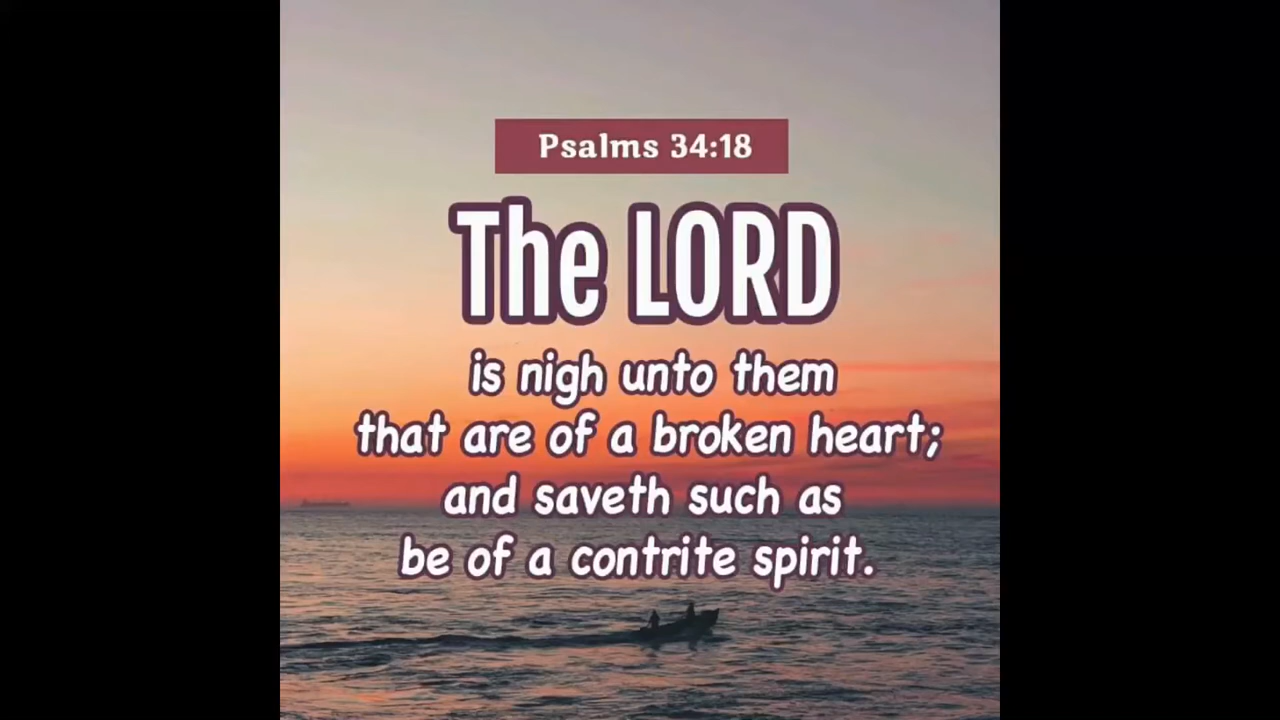 Psalms 34:18
The LORD
is nigh unto them
that are of a broken heart;
and saveth such as
be of a contrite spirit.